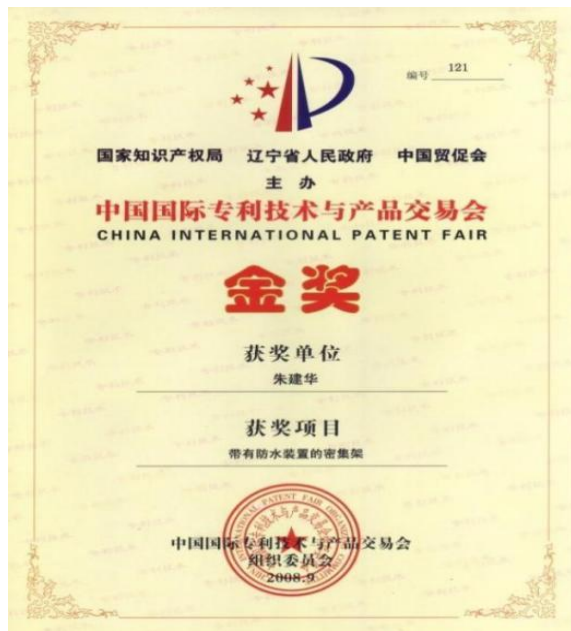 编号 121
国家知识产权局 辽宁省人民政府 中国贸促会
主 办
中国国际专利技术与产品交易会
CHINA INTERNATIONAL PATENT FAIR
金奖
获奖单位
朱建华
获奖项目
带有防水装置的密集架
中国国际专利技术与产品交易会
组织委员会
2008.9